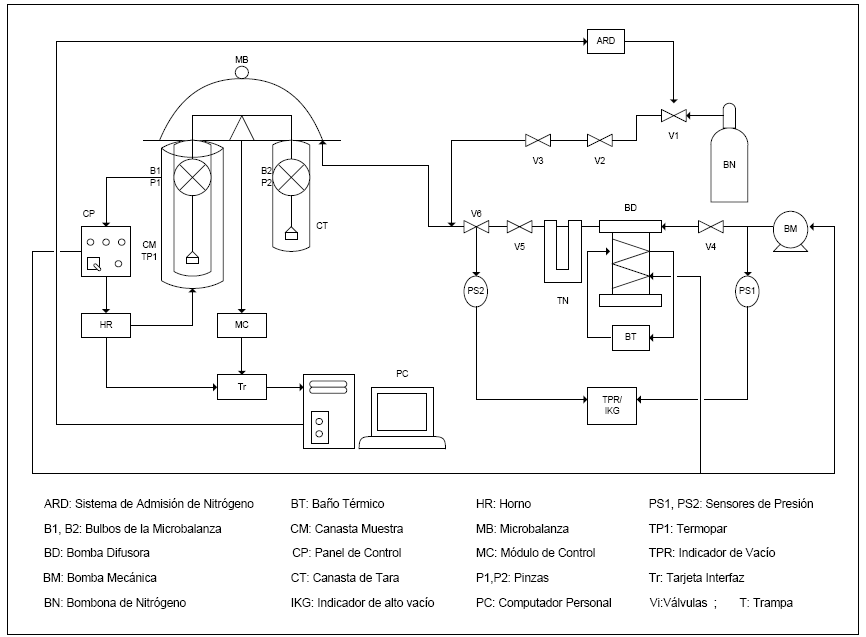 ARD
MB
V1
V3
V2
BN
B1
P1
B2
P2
CP
CT
V6
BD
CM
TP1
V5
V4
BM
PS2
TN
PS1
HR
MC
BT
Tr
PC
TPR/
IKG
ARD: Sistema de Admisión de Nitrógeno
BT: Baño Térmico
HR: Horno
PS1, PS2: Sensores de Presión
B1, B2: Bulbos de la Microbalanza
CM: Canasta Muestra
MB: Microbalanza
TP1: Termopar
BD: Bomba Difusora
CP: Panel de Control
MC: Módulo de Control
TPR: Indicador de Vacío
BM: Bomba Mecánica
CT: Canasta de Tara
P1,P2: Pinzas
Tr: Tarjeta Interfaz
BN: Bombona de Nitrógeno
IKG: Indicador de alto vacío
PC: Computador Personal
Vi:Válvulas ; T: Trampa